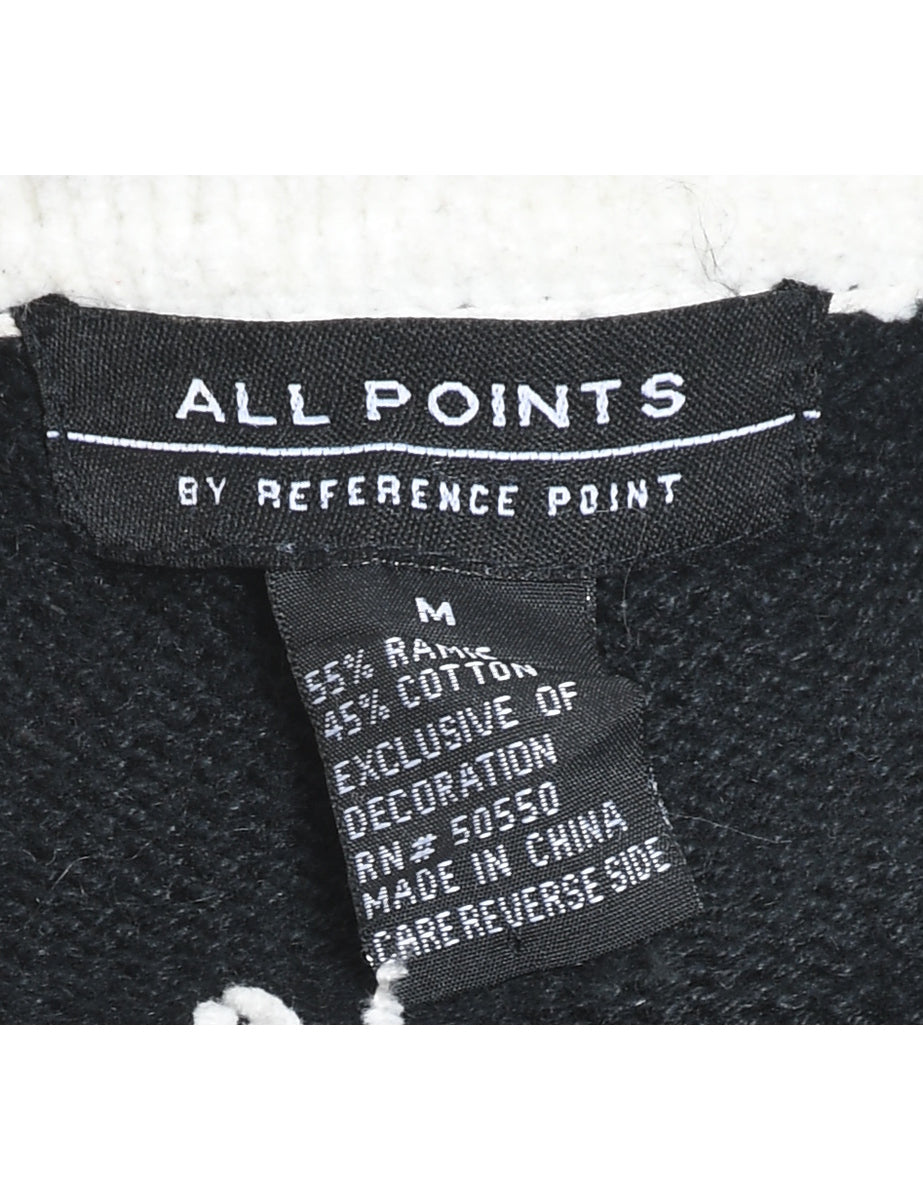 ALL POINTS
BY REFERENCE POINT
M
55% RAMIE
45% COTTON
EXCLUSIVE OF
DECORATION
RN# 50550
MADE IN CHINA
CARE REVERSE SIDE